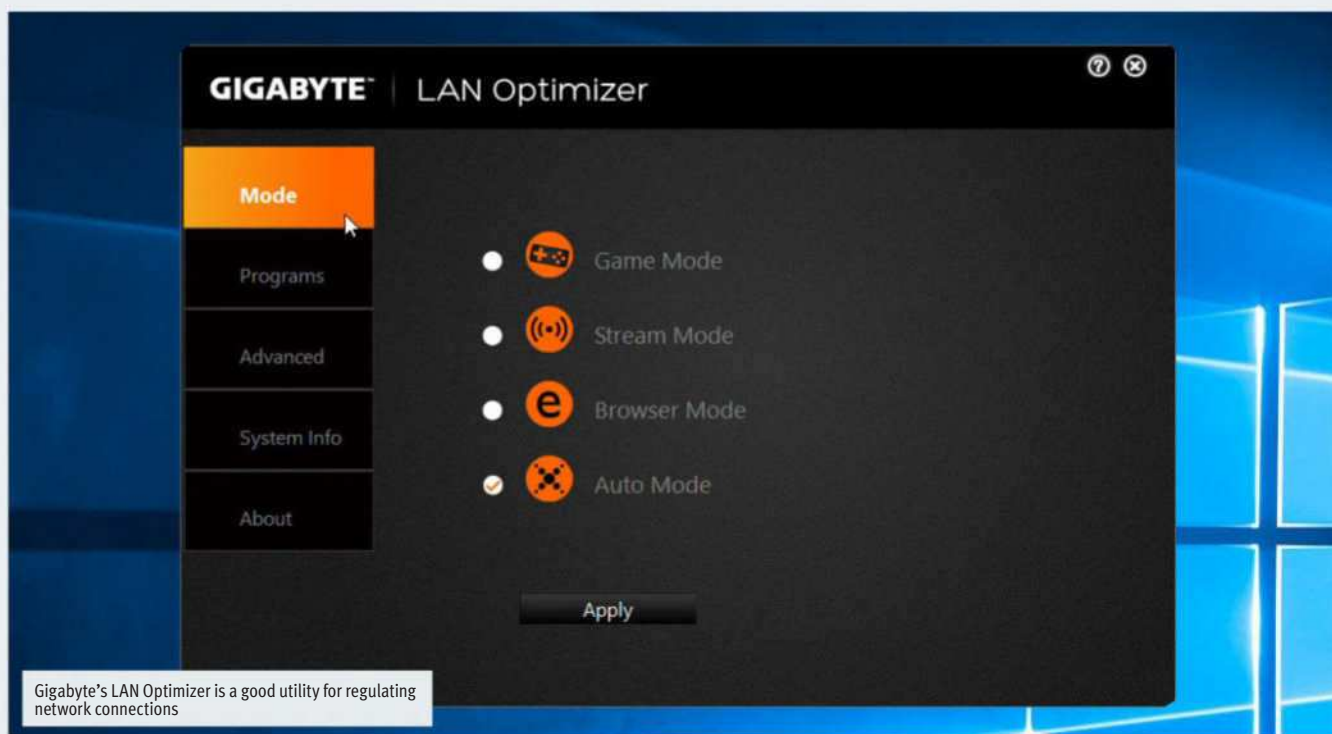 GIGABYTE™ LAN Optimizer
Mode
Programs
Advanced
System Info
About
Game Mode
Stream Mode
Browser Mode
Auto Mode
Apply
Gigabyte's LAN Optimizer is a good utility for regulating
network connections